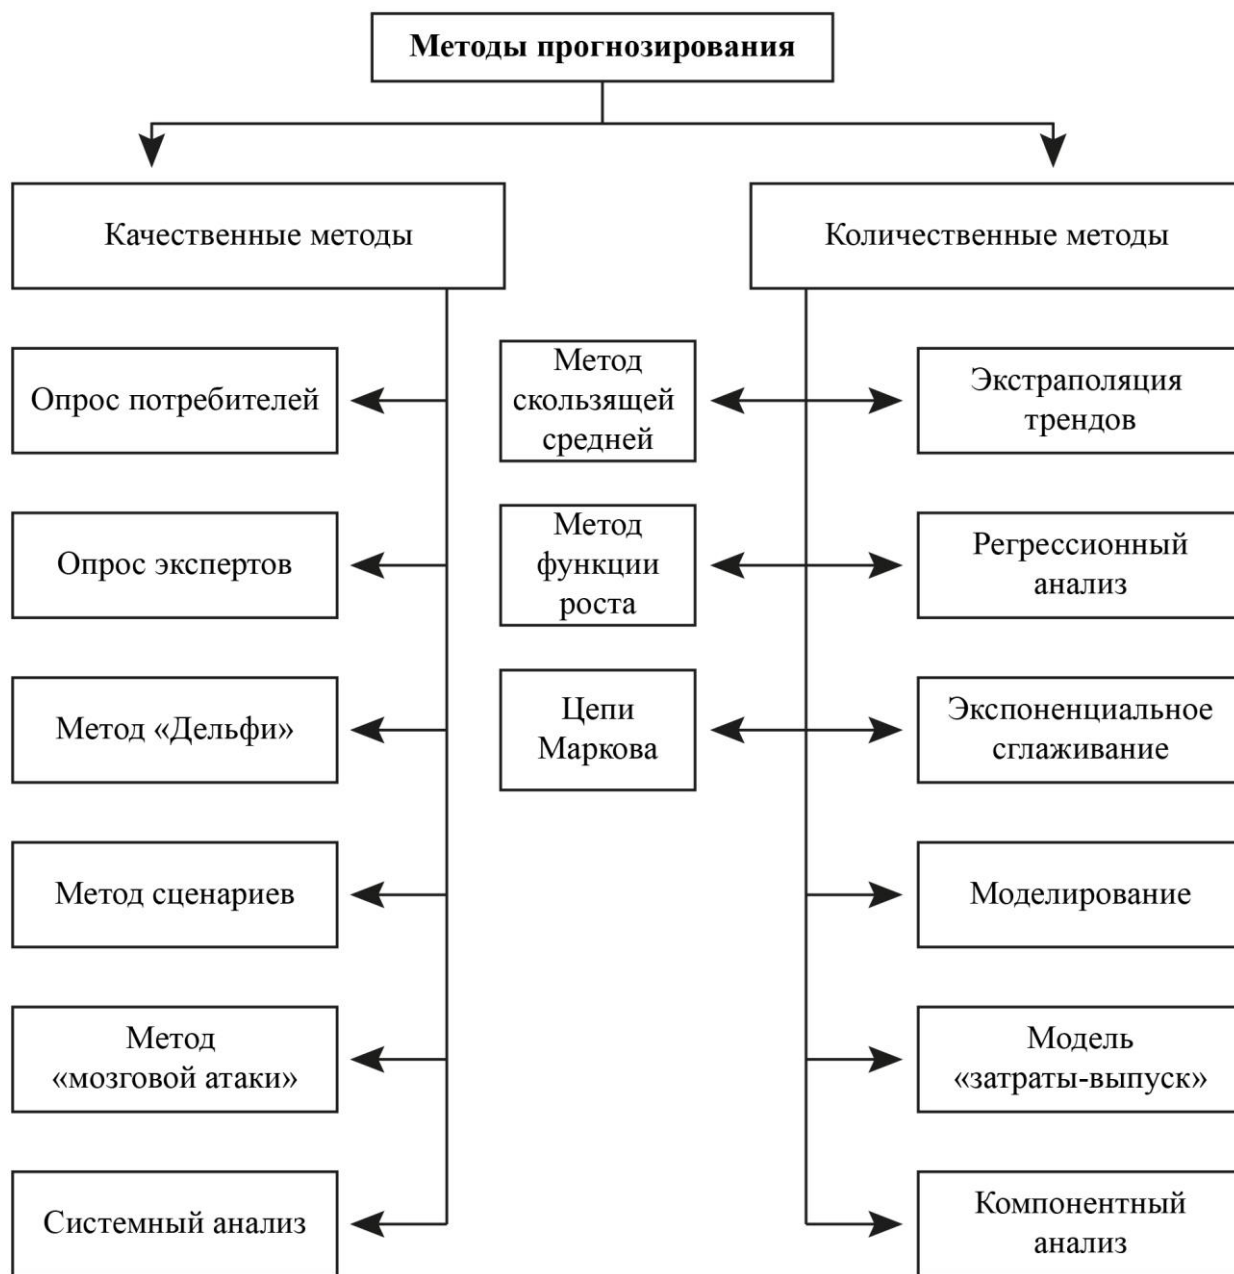 Методы прогнозирования
Качественные методы
Количественные методы
Опрос потребителей
Метод
скользящей
средней
Экстраполяция
трендов
Опрос экспертов
Метод
функции
роста
Регрессионный
анализ
Метод «Дельфи»
Цепи
Маркова
Экспоненциальное
сглаживание
Метод сценариев
Моделирование
Метод
«мозговой атаки»
Модель
«затраты-выпуск»
Системный анализ
Компонентный
анализ